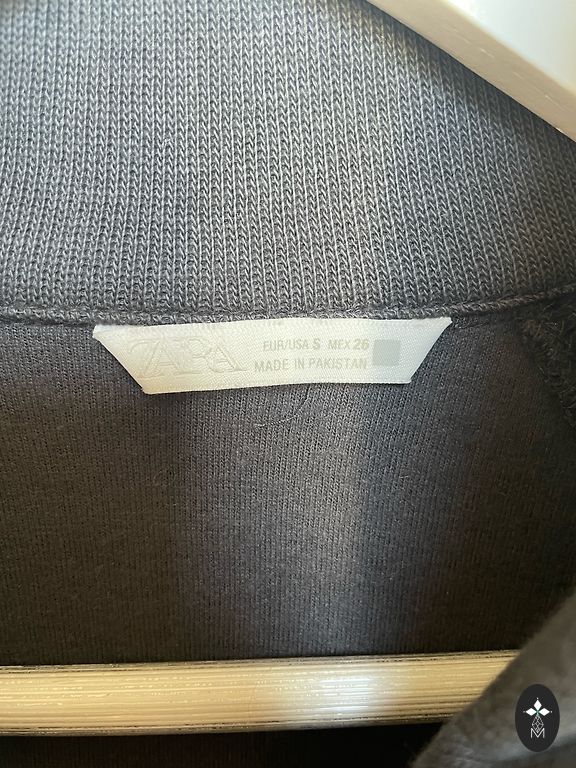 ZARA
EUR/USA S MEX 26
MADE IN PAKISTAN
M